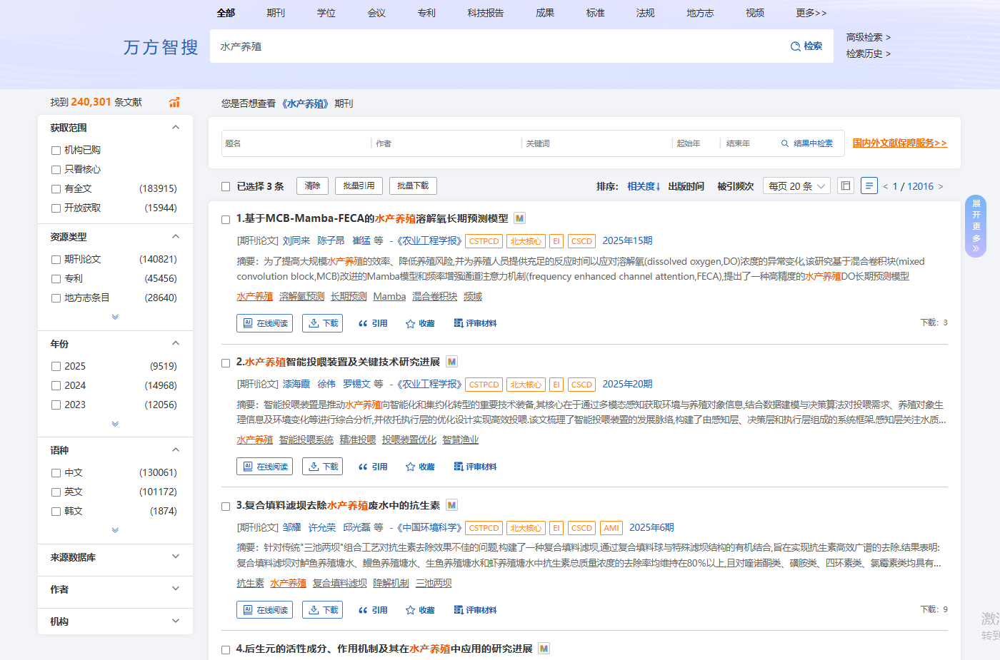 全部 期刊 学位 会议 专利 科技报告 成果 标准 法规 地方志 视频 更多>>
万方智搜 水产养殖 检索 高级检索 >
检索历史 >
找到 240,301 条文献
获取范围
机构已购
只看核心
有全文 (183915)
开放获取 (15944)
资源类型
期刊论文 (140821)
专利 (45456)
地方志条目 (28640)
年份
2025 (9519)
2024 (14968)
2023 (12056)
语种
中文 (130061)
英文 (101172)
韩文 (1874)
来源数据库
作者
机构
您是否想查看 《水产养殖》 期刊
题名 作者 关键词 起始年 结束年 结果中检索 国内外文献保障服务>>
已选择 3 条 清除 批量引用 批量下载 排序: 相关度↓ 出版时间 被引频次 每页 20 条 < 1 / 12016 >
1.基于MCB-Mamba-FECA的水产养殖溶解氧长期预测模型 M
[期刊论文] 刘同来 陈子昂 崔猛 等 -《农业工程学报》 CSTPCD 北大核心 EI CSCD 2025年15期
摘要：为了提高大规模水产养殖的效率、降低养殖风险,并为养殖人员提供充足的反应时间以应对溶解氧(dissolved oxygen,DO)浓度的异常变化,该研究基于混合卷积块(mixed
convolution block,MCB)改进的Mamba模型和频率增强通道注意力机制(frequency enhanced channel attention,FECA),提出了一种高精度的水产养殖DO长期预测模型
水产养殖 溶解氧预测 长期预测 Mamba 混合卷积块 频域
AI 在线阅读 下载 引用 收藏 评审材料 下载：3
2.水产养殖智能投喂装置及关键技术研究进展 M
[期刊论文] 漆海霞 徐伟 罗锡文 等 -《农业工程学报》 CSTPCD 北大核心 EI CSCD 2025年20期
摘要：智能投喂装置是推动水产养殖向智能化和集约化转型的重要技术装备,其核心在于通过多模态感知获取环境与养殖对象信息,结合数据建模与决策算法对投喂需求、养殖对象生
理信息及环境变化等进行综合分析,并依托执行层的优化设计实现高效投喂.该文梳理了智能投喂装置的发展脉络,构建了由感知层、决策层和执行层组成的系统框架.感知层关注水质...
水产养殖 智能投喂系统 精准投喂 投喂装置优化 智慧渔业
AI 在线阅读 下载 引用 收藏 评审材料
3.复合填料滤坝去除水产养殖废水中的抗生素 M
[期刊论文] 邹耀 许允荣 邱光磊 等 -《中国环境科学》 CSTPCD 北大核心 EI CSCD AMI 2025年6期
摘要：针对传统"三池两坝"组合工艺对抗生素去除效果不佳的问题,构建了一种复合填料滤坝,通过复合填料球与特殊滤坝结构的有机结合,旨在实现抗生素高效广谱的去除.结果表明:
复合填料滤坝对鲈鱼养殖塘水、鳗鱼养殖塘水、生鱼养殖塘水和虾养殖塘水中抗生素总质量浓度的去除率均维持在80%以上,且对喹诺酮类、磺胺类、四环素类、氯霉素类均具有...
抗生素 水产养殖 复合填料滤坝 降解机制 三池两坝
AI 在线阅读 下载 引用 收藏 评审材料 下载：9
4.后生元的活性成分、作用机制及其在水产养殖中应用的研究进展 M
展开更多
激
转到